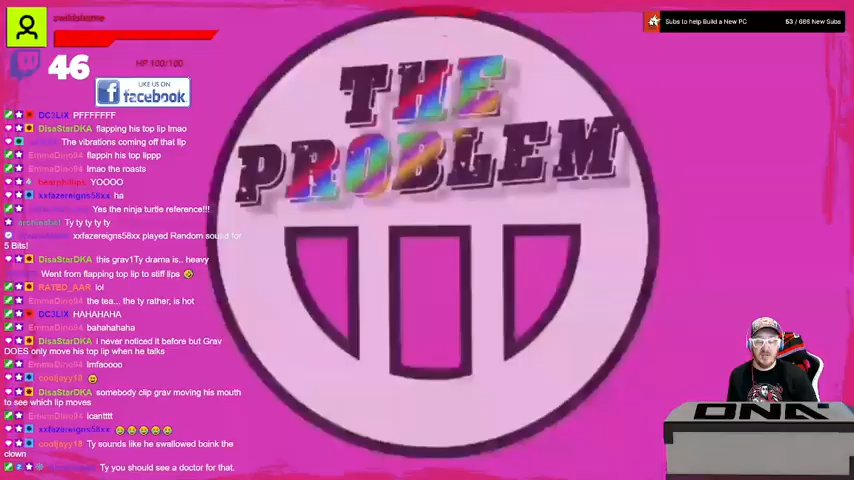 Subs to help Build a New PC
53 / 666 New Subs
46
HP 100/100
LIKE US ON
facebook
THE
PROBLEM
DC3LIX PFFFFFFF
DisaStarDKA flapping his top lip lmao
The vibrations coming off that lip
EmmaDino94 flappin his top lippp
EmmaDino94 lmao the roasts
YOOOO
xxfazereigns58xx ha
Yes the ninja turtle reference!!!
Ty ty ty ty ty
xxfazereigns58xx played Random sound for
5 Bits!
DisaStarDKA this grav1Ty drama is.. heavy
Went from flapping top lip to stiff lips
RATED_AAR lol
EmmaDino94 the tea... the ty rather, is hot
DC3LIX HAHAHAHA
EmmaDino94 bahahahaha
DisaStarDKA i never noticed it before but Grav
DOES only move his top lip when he talks
EmmaDino94 lmfaoooo
cooljayy18
DisaStarDKA somebody clip grav moving his mouth
to see which lip moves
EmmaDino94 icantttt
xxfazereigns58xx
cooljayy18 Ty sounds like he swallowed boink the
clown
Ty you should see a doctor for that.
DNA